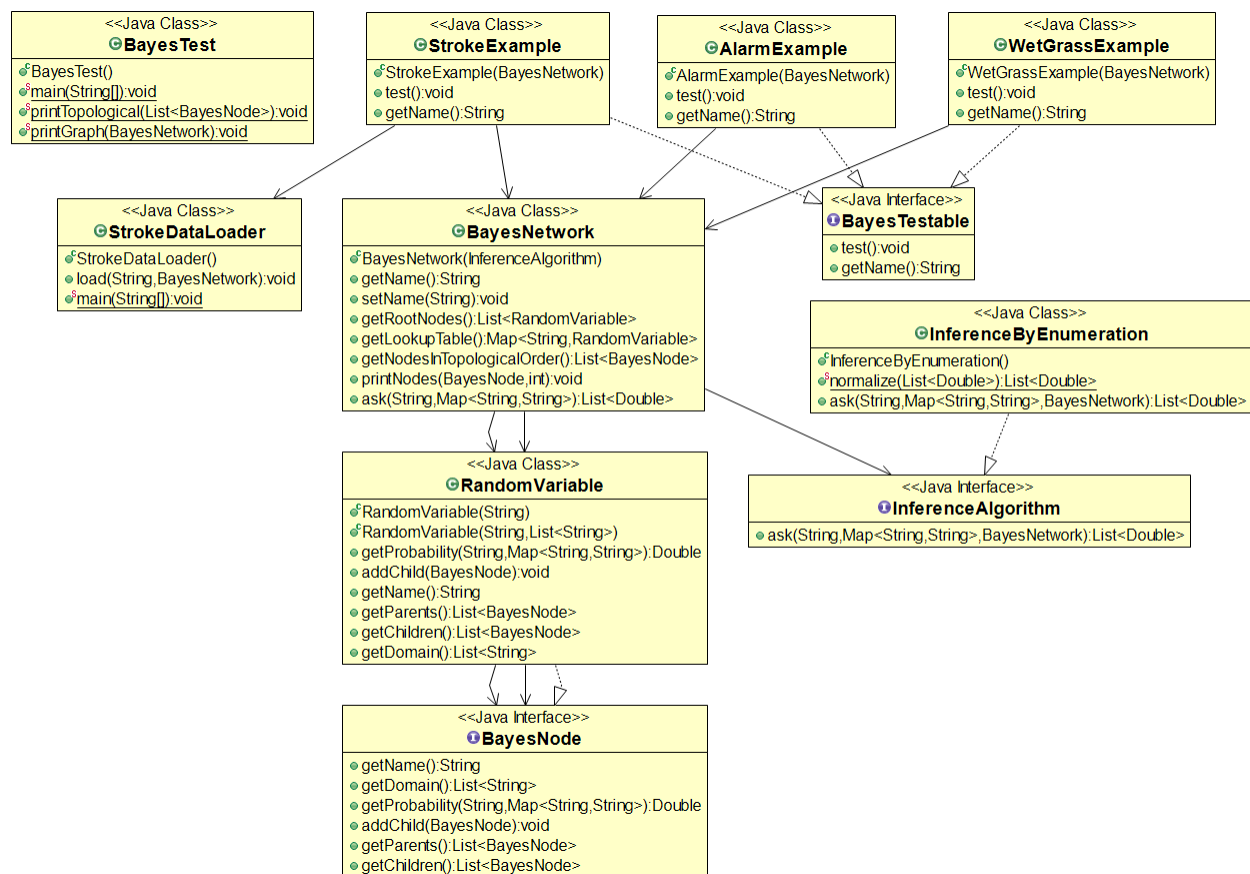 <<Java Class>>
BayesTest
BayesTest()
main(String[]):void
printTopological(List<BayesNode>):void
printGraph(BayesNetwork):void
<<Java Class>>
StrokeExample
StrokeExample(BayesNetwork)
test():void
getName():String
<<Java Class>>
AlarmExample
AlarmExample(BayesNetwork)
test():void
getName():String
<<Java Class>>
WetGrassExample
WetGrassExample(BayesNetwork)
test():void
getName():String
<<Java Class>>
StrokeDataLoader
StrokeDataLoader()
load(String,BayesNetwork):void
main(String[]):void
<<Java Class>>
BayesNetwork
BayesNetwork(InferenceAlgorithm)
getName():String
setName(String):void
getRootNodes():List<RandomVariable>
getLookupTable():Map<String,RandomVariable>
getNodesInTopologicalOrder():List<BayesNode>
printNodes(BayesNode,int):void
ask(String,Map<String,String>):List<Double>
<<Java Interface>>
BayesTestable
test():void
getName():String
<<Java Class>>
InferenceByEnumeration
InferenceByEnumeration()
normalize(List<Double>):List<Double>
ask(String,Map<String,String>,BayesNetwork):List<Double>
<<Java Class>>
RandomVariable
RandomVariable(String)
RandomVariable(String,List<String>)
getProbability(String,Map<String,String>):Double
addChild(BayesNode):void
getName():String
getParents():List<BayesNode>
getChildren():List<BayesNode>
getDomain():List<String>
<<Java Interface>>
InferenceAlgorithm
ask(String,Map<String,String>,BayesNetwork):List<Double>
<<Java Interface>>
BayesNode
getName():String
getDomain():List<String>
getProbability(String,Map<String,String>):Double
addChild(BayesNode):void
getParents():List<BayesNode>
getChildren():List<BayesNode>